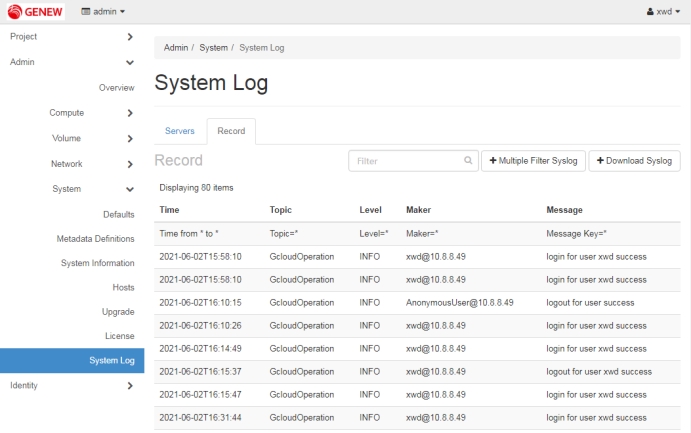 GENEW admin xwd
Project
Admin
Overview
Compute
Volume
Network
System
Defaults
Metadata Definitions
System Information
Hosts
Upgrade
License
System Log
Identity
Admin / System / System Log
System Log
Servers Record
Record Filter Multiple Filter Syslog Download Syslog
Displaying 80 items
Time Topic Level Maker Message
Time from * to * Topic=* Level=* Maker=* Message Key=*
2021-06-02T15:58:10 GcloudOperation INFO xwd@10.8.8.49 login for user xwd success
2021-06-02T15:58:10 GcloudOperation INFO xwd@10.8.8.49 login for user xwd success
2021-06-02T16:10:15 GcloudOperation INFO AnonymousUser@10.8.8.49 logout for user success
2021-06-02T16:10:26 GcloudOperation INFO xwd@10.8.8.49 login for user xwd success
2021-06-02T16:14:49 GcloudOperation INFO xwd@10.8.8.49 login for user xwd success
2021-06-02T16:15:37 GcloudOperation INFO xwd@10.8.8.49 logout for user xwd success
2021-06-02T16:15:47 GcloudOperation INFO xwd@10.8.8.49 login for user xwd success
2021-06-02T16:31:44 GcloudOperation INFO xwd@10.8.8.49 login for user xwd success